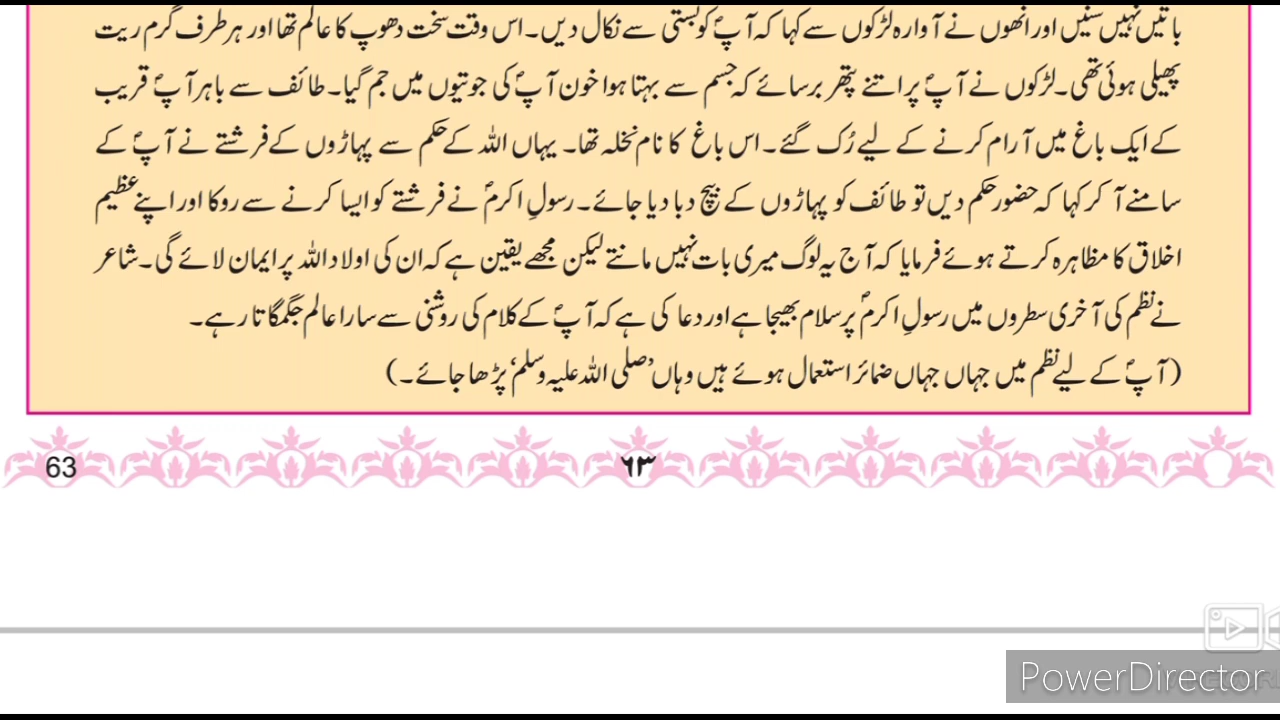 باتیں نہیں سنیں اور انھوں نے آوارہ لڑکوں سے کہا کہ آپؐ کو بستی سے نکال دیں۔ اس وقت سخت دھوپ کا عالم تھا اور ہر طرف گرم ریت
پھیلی ہوئی تھی۔ لڑکوں نے آپؐ پر اتنے پتھر برسائے کہ جسم سے بہتا ہوا خون آپؐ کی جوتیوں میں جم گیا۔ طائف سے باہر آپؐ قریب
کے ایک باغ میں آرام کرنے کے لیے رُک گئے۔ اس باغ کا نام نخلہ تھا۔ یہاں اللہ کے حکم سے پہاڑوں کے فرشتے نے آپؐ کے
سامنے آ کر کہا کہ حضور حکم دیں تو طائف کو پہاڑوں کے بیچ دبا دیا جائے۔ رسولِ اکرمؐ نے فرشتے کو ایسا کرنے سے روکا اور اپنے عظیم
اخلاق کا مظاہرہ کرتے ہوئے فرمایا کہ آج یہ لوگ میری بات نہیں مانتے لیکن مجھے یقین ہے کہ ان کی اولاد اللہ پر ایمان لائے گی۔ شاعر
نے نظم کی آخری سطروں میں رسولِ اکرمؐ پر سلام بھیجا ہے اور دعا کی ہے کہ آپؐ کے کلام کی روشنی سے سارا عالم جگمگاتا رہے۔
(آپؐ کے لیے نظم میں جہاں جہاں ضمائر استعمال ہوئے ہیں وہاں ’صلی اللہ علیہ وسلم‘ پڑھا جائے۔)
63 ۶۳
PowerDirector